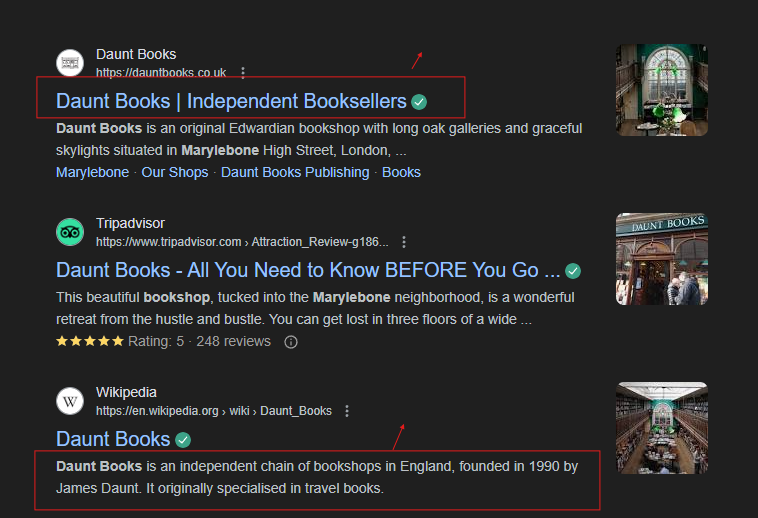 Daunt Books
https://dauntbooks.co.uk
Daunt Books | Independent Booksellers
Daunt Books is an original Edwardian bookshop with long oak galleries and graceful
skylights situated in Marylebone High Street, London, ...
Marylebone · Our Shops · Daunt Books Publishing · Books
Tripadvisor
https://www.tripadvisor.com › Attraction_Review-g186...
Daunt Books - All You Need to Know BEFORE You Go ...
This beautiful bookshop, tucked into the Marylebone neighborhood, is a wonderful
retreat from the hustle and bustle. You can get lost in three floors of a wide ...
Rating: 5 · 248 reviews
DAUNT BOOKS
W
Wikipedia
https://en.wikipedia.org › wiki › Daunt_Books
Daunt Books
Daunt Books is an independent chain of bookshops in England, founded in 1990 by
James Daunt. It originally specialised in travel books.